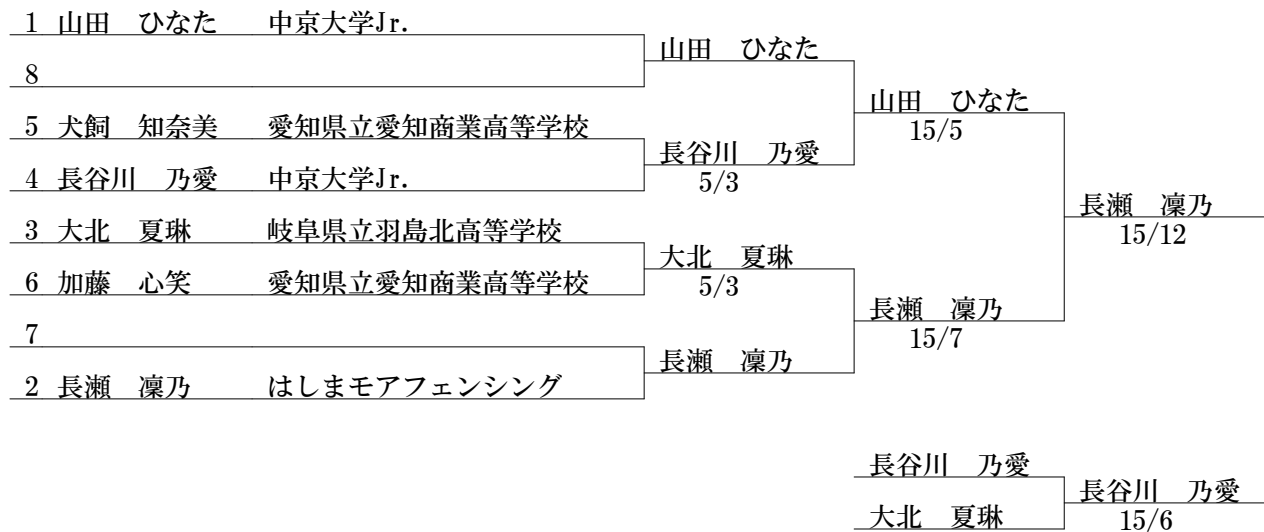 1 山田　ひなた 中京大学Jr.
山田　ひなた
8
山田　ひなた
15/5
5 犬飼　知奈美 愛知県立愛知商業高等学校
長谷川　乃愛
5/3
4 長谷川　乃愛 中京大学Jr.
長瀬　凜乃
15/12
3 大北　夏琳 岐阜県立羽島北高等学校
大北　夏琳
5/3
6 加藤　心笑 愛知県立愛知商業高等学校
長瀬　凜乃
15/7
7
長瀬　凜乃
2 長瀬　凜乃 はしまモアフェンシング
長谷川　乃愛
長谷川　乃愛
15/6
大北　夏琳